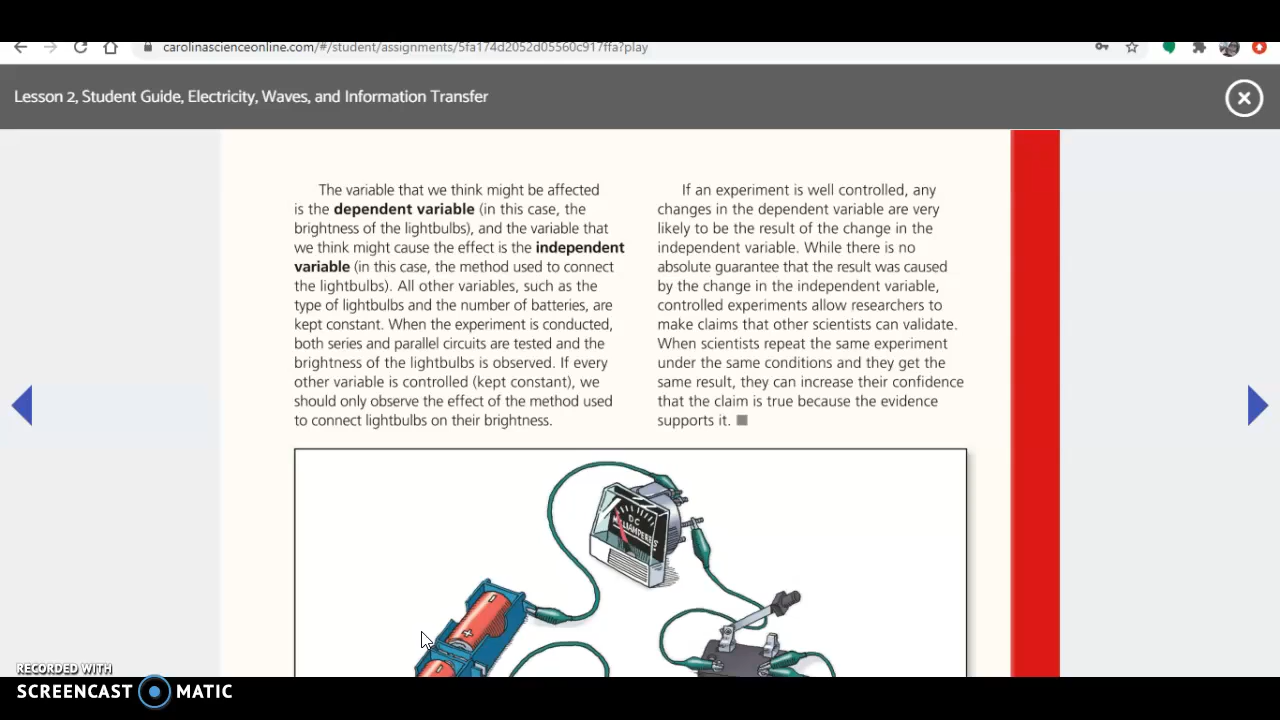 carolinascienceonline.com/#/student/assignments/5fa174d2052d05560c917ffa?play
Lesson 2, Student Guide, Electricity, Waves, and Information Transfer
The variable that we think might be affected
is the dependent variable (in this case, the
brightness of the lightbulbs), and the variable that
we think might cause the effect is the independent
variable (in this case, the method used to connect
the lightbulbs). All other variables, such as the
type of lightbulbs and the number of batteries, are
kept constant. When the experiment is conducted,
both series and parallel circuits are tested and the
brightness of the lightbulbs is observed. If every
other variable is controlled (kept constant), we
should only observe the effect of the method used
to connect lightbulbs on their brightness.
If an experiment is well controlled, any
changes in the dependent variable are very
likely to be the result of the change in the
independent variable. While there is no
absolute guarantee that the result was caused
by the change in the independent variable,
controlled experiments allow researchers to
make claims that other scientists can validate.
When scientists repeat the same experiment
under the same conditions and they get the
same result, they can increase their confidence
that the claim is true because the evidence
supports it.
DC
MILLIAMPERES
RECORDED WITH
SCREENCAST MATIC